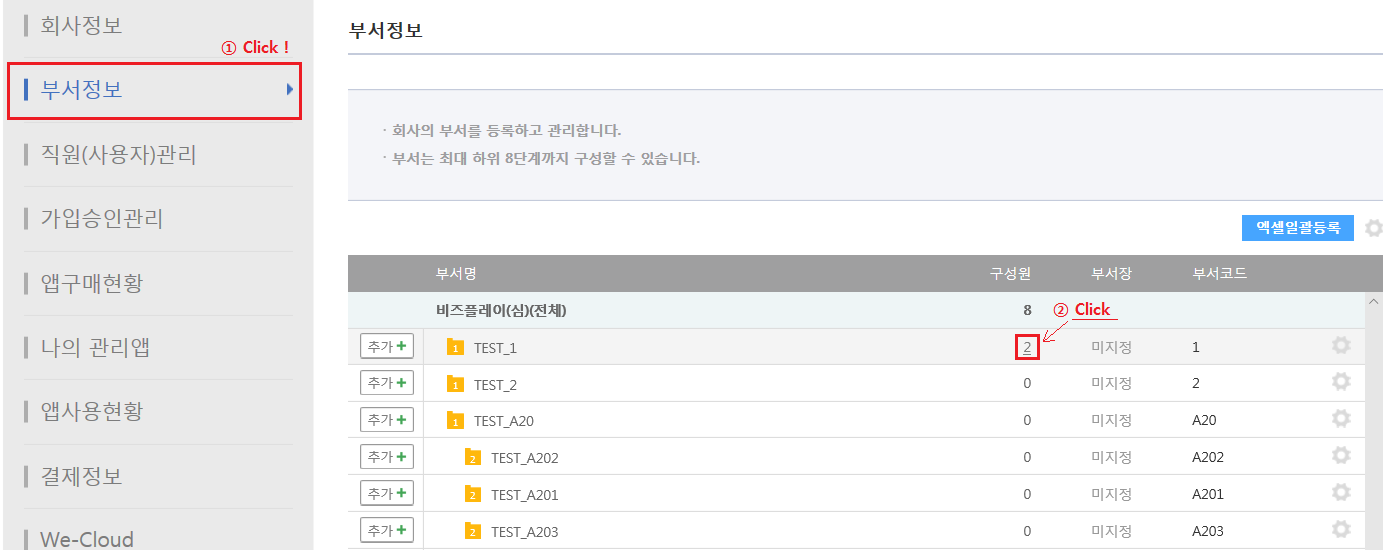 회사정보
① Click !
부서정보
직원(사용자)관리
가입승인관리
앱구매현황
나의 관리앱
앱사용현황
결제정보
We-Cloud
부서정보
· 회사의 부서를 등록하고 관리합니다.
· 부서는 최대 하위 8단계까지 구성할 수 있습니다.
엑셀일괄등록
부서명 구성원 부서장 부서코드
비즈플레이(심)(전체) 8
② Click
추가 + 1 TEST_1 2 미지정 1
추가 + 1 TEST_2 0 미지정 2
추가 + 1 TEST_A20 0 미지정 A20
추가 + 2 TEST_A202 0 미지정 A202
추가 + 2 TEST_A201 0 미지정 A201
추가 + 2 TEST_A203 0 미지정 A203